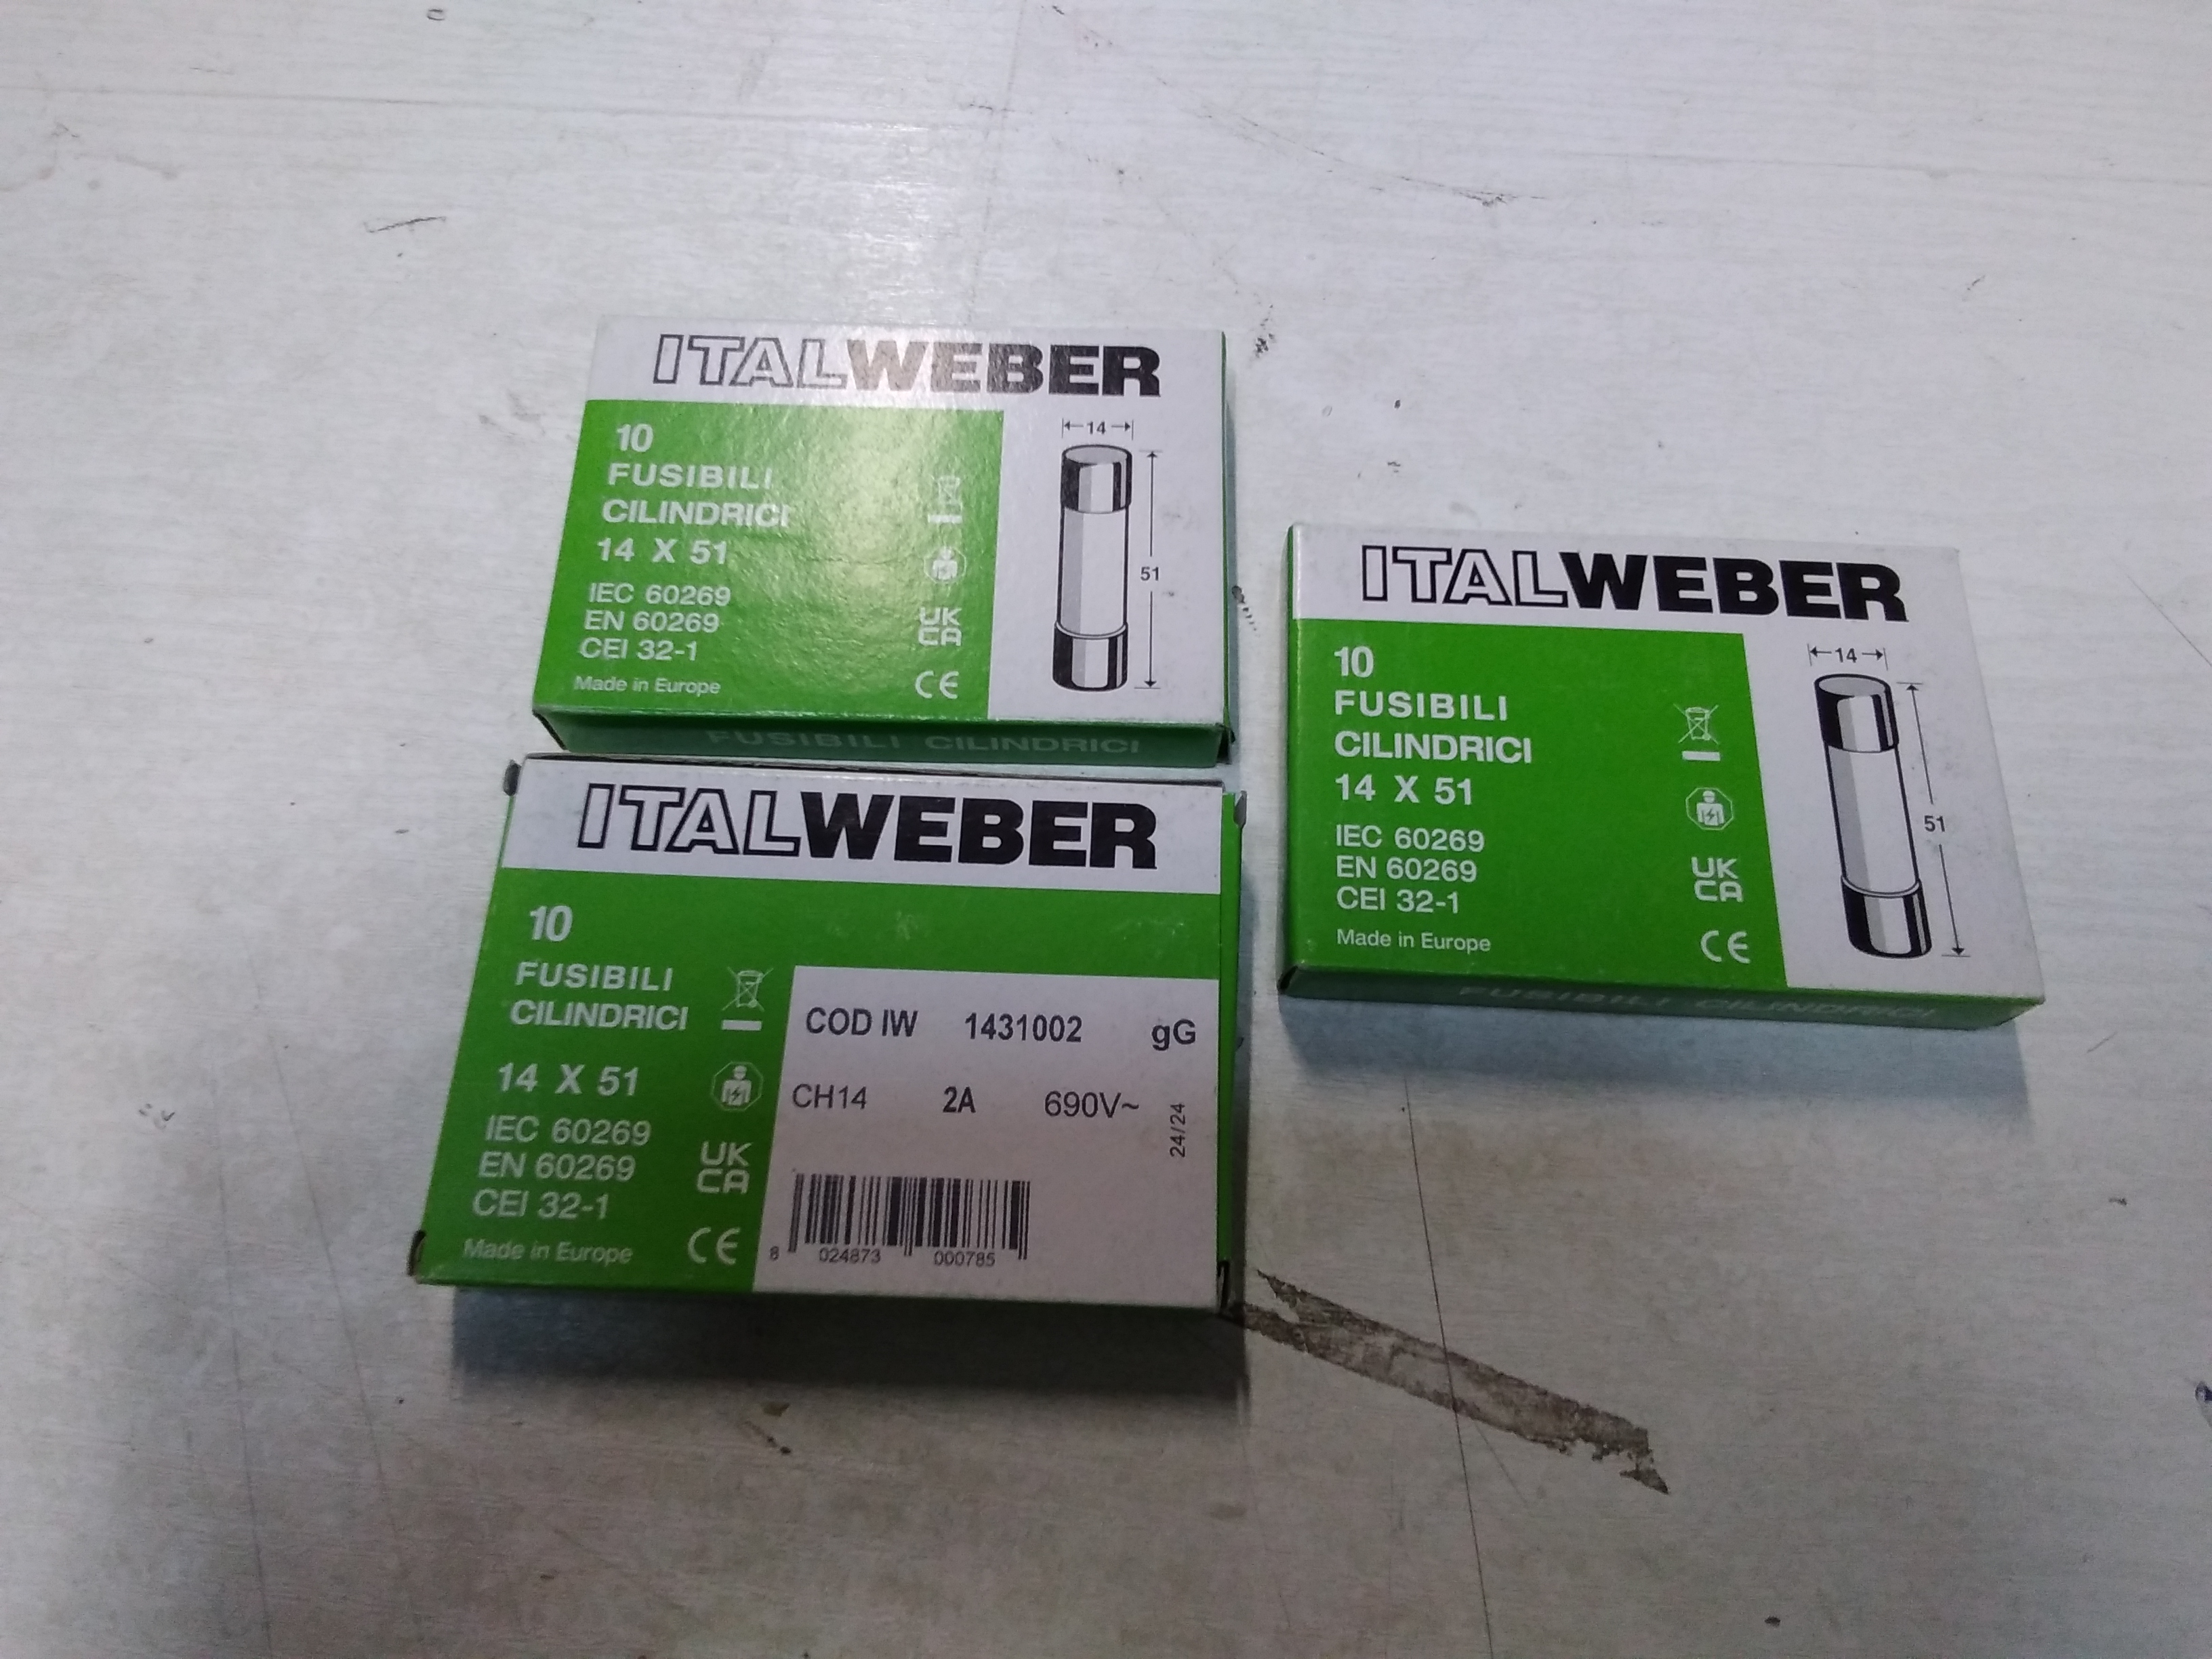 ITALWEBER
10
FUSIBILI
CILINDRICI
14 X 51
IEC 60269
EN 60269
CEI 32-1
Made in Europe
UK
CA
CE
14
51
FUSIBILI CILINDRICI
ITALWEBER
10
FUSIBILI
CILINDRICI
14 X 51
IEC 60269
EN 60269
CEI 32-1
Made in Europe
UK
CA
CE
COD IW 1431002 gG
CH14 2A 690V~
24/24
8 024873 000785
ITALWEBER
10
FUSIBILI
CILINDRICI
14 X 51
IEC 60269
EN 60269
CEI 32-1
Made in Europe
UK
CA
CE
14
51
FUSIBILI CILINDRICI